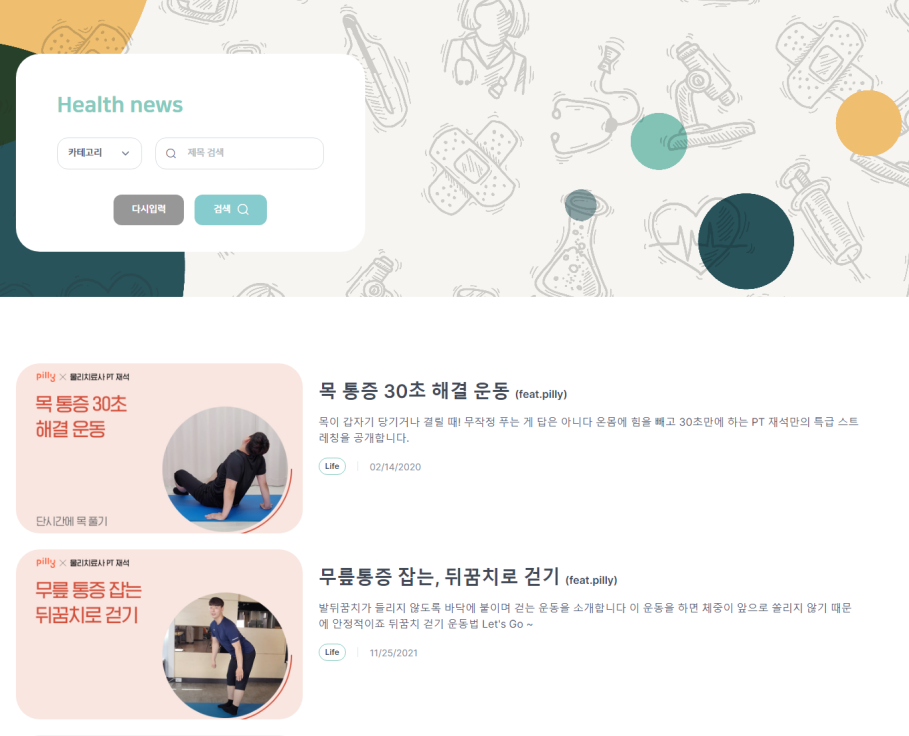 Health news
카테고리
제목 검색
다시입력
검색
pilly × 물리치료사 PT 재석
목 통증 30초
해결 운동
단시간에 목 풀기
목 통증 30초 해결 운동 (feat.pilly)
목이 갑자기 당기거나 결릴 때! 무작정 푸는 게 답은 아니다 온몸에 힘을 빼고 30초만에 하는 PT 재석만의 특급 스트
레칭을 공개합니다.
Life
02/14/2020
pilly × 물리치료사 PT 재석
무릎 통증 잡는
뒤꿈치로 걷기
무릎통증 잡는, 뒤꿈치로 걷기 (feat.pilly)
발뒤꿈치가 들리지 않도록 바닥에 붙이며 걷는 운동을 소개합니다 이 운동을 하면 체중이 앞으로 쏠리지 않기 때문
에 안정적이죠 뒤꿈치 걷기 운동법 Let's Go ~
Life
11/25/2021